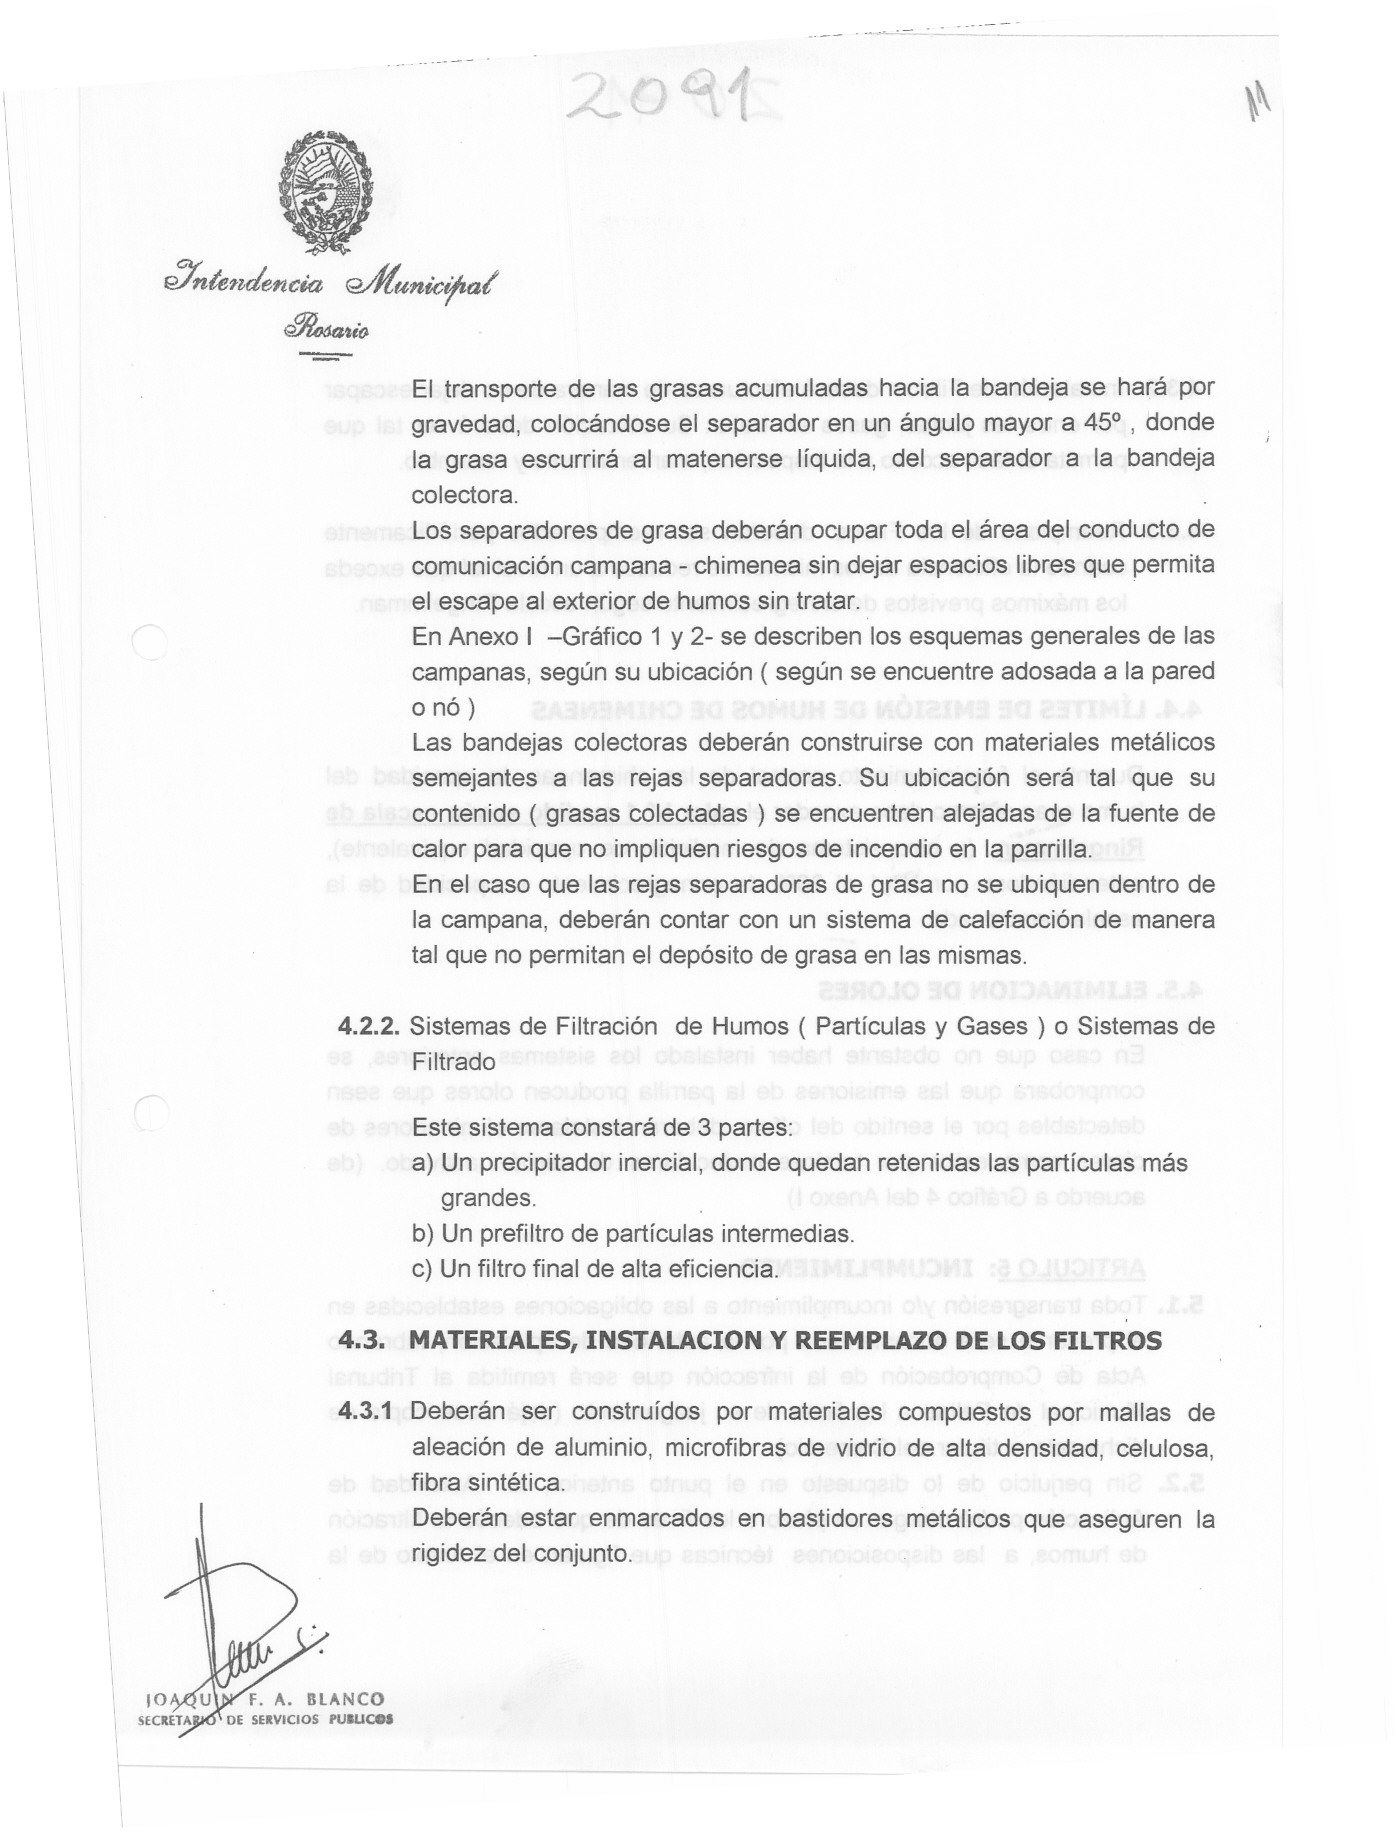 2091
11
Intendencia Municipal
Rosario
El transporte de las grasas acumuladas hacia la bandeja se hará por
gravedad, colocándose el separador en un ángulo mayor a 45º, donde
la grasa escurrirá al matenerse líquida, del separador a la bandeja
colectora.
Los separadores de grasa deberán ocupar toda el área del conducto de
comunicación campana - chimenea sin dejar espacios libres que permita
el escape al exterior de humos sin tratar.
En Anexo I –Gráfico 1 y 2- se describen los esquemas generales de las
campanas, según su ubicación ( según se encuentre adosada a la pared
o nó )
Las bandejas colectoras deberán construirse con materiales metálicos
semejantes a las rejas separadoras. Su ubicación será tal que su
contenido ( grasas colectadas ) se encuentren alejadas de la fuente de
calor para que no impliquen riesgos de incendio en la parrilla.
En el caso que las rejas separadoras de grasa no se ubiquen dentro de
la campana, deberán contar con un sistema de calefacción de manera
tal que no permitan el depósito de grasa en las mismas.
4.2.2. Sistemas de Filtración de Humos ( Partículas y Gases ) o Sistemas de
Filtrado
Este sistema constará de 3 partes:
a) Un precipitador inercial, donde quedan retenidas las partículas más
grandes.
b) Un prefiltro de partículas intermedias.
c) Un filtro final de alta eficiencia.
4.3. MATERIALES, INSTALACION Y REEMPLAZO DE LOS FILTROS
4.3.1 Deberán ser construídos por materiales compuestos por mallas de
aleación de aluminio, microfibras de vidrio de alta densidad, celulosa,
fibra sintética.
Deberán estar enmarcados en bastidores metálicos que aseguren la
rigidez del conjunto.
JOAQUIN F. A. BLANCO
SECRETARIO DE SERVICIOS PUBLICOS